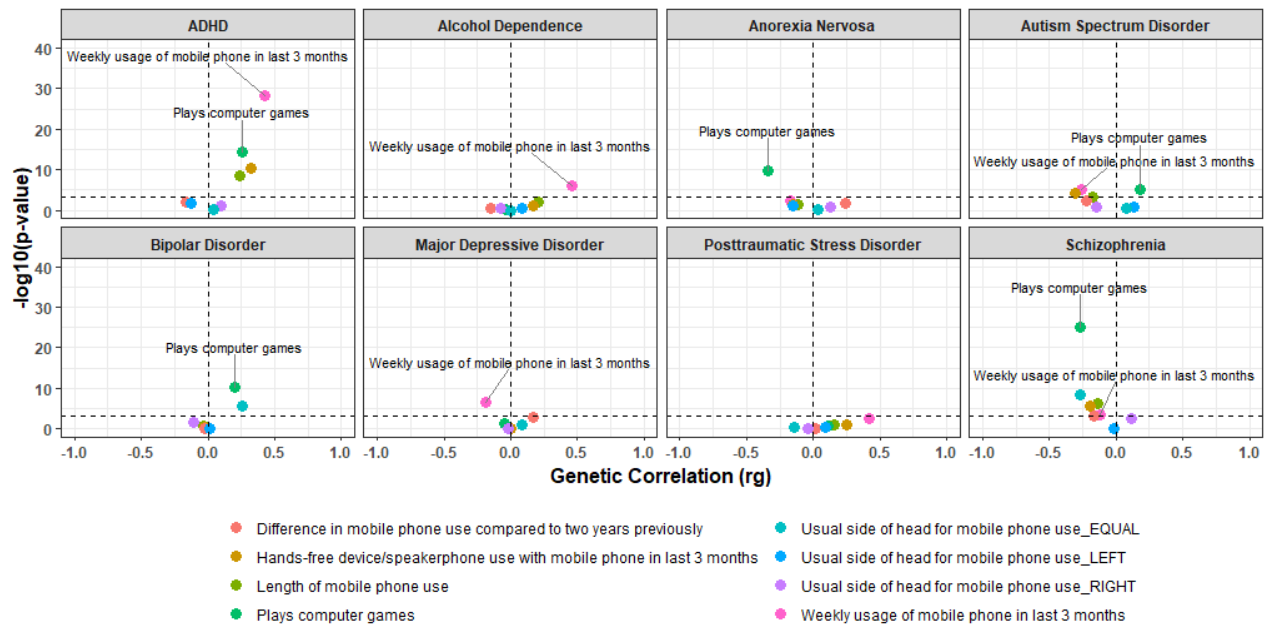 ADHD
Alcohol Dependence
Anorexia Nervosa
Autism Spectrum Disorder
40
30
20
10
0
Weekly usage of mobile phone in last 3 months
Plays computer games
Weekly usage of mobile phone in last 3 months
Plays computer games
Plays computer games
Weekly usage of mobile phone in last 3 months
-log10(p-value)
Bipolar Disorder
Major Depressive Disorder
Posttraumatic Stress Disorder
Schizophrenia
40
30
20
10
0
Plays computer games
Weekly usage of mobile phone in last 3 months
Plays computer games
Weekly usage of mobile phone in last 3 months
-1.0 -0.5 0.0 0.5 1.0 -1.0 -0.5 0.0 0.5 1.0 -1.0 -0.5 0.0 0.5 1.0 -1.0 -0.5 0.0 0.5 1.0
Genetic Correlation (rg)
Difference in mobile phone use compared to two years previously
Hands-free device/speakerphone use with mobile phone in last 3 months
Length of mobile phone use
Plays computer games
Usual side of head for mobile phone use_EQUAL
Usual side of head for mobile phone use_LEFT
Usual side of head for mobile phone use_RIGHT
Weekly usage of mobile phone in last 3 months